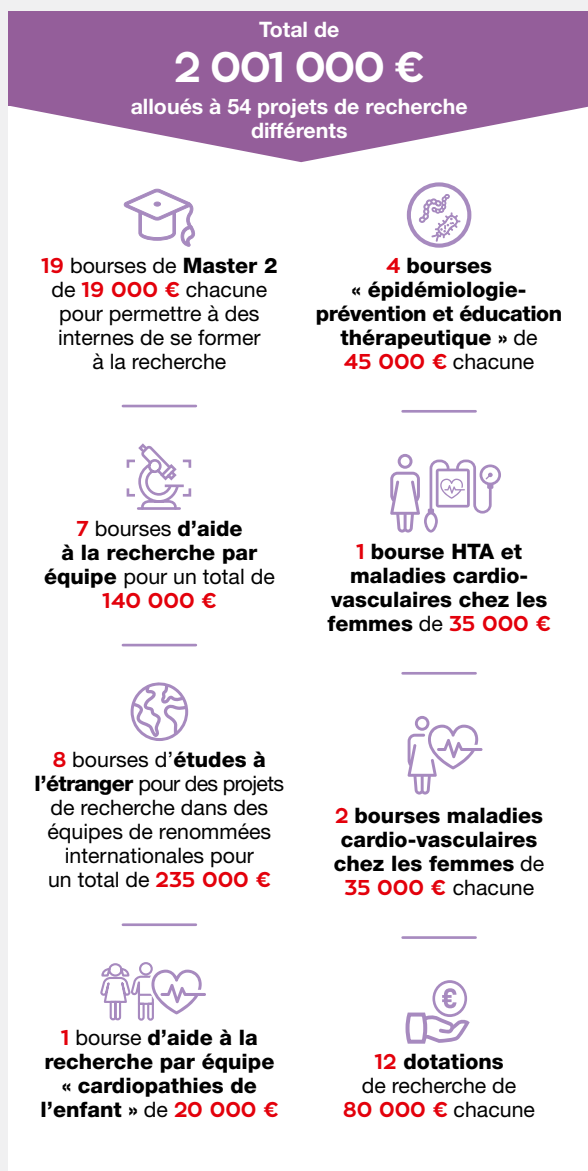 Total de
2 001 000 €
alloués à 54 projets de recherche
différents
19 bourses de Master 2
de 19 000 € chacune
pour permettre à des
internes de se former
à la recherche
7 bourses d’aide
à la recherche par
équipe pour un total de
140 000 €
8 bourses d’études à
l’étranger pour des projets
de recherche dans des
équipes de renommées
internationales pour
un total de 235 000 €
1 bourse d’aide à la
recherche par équipe
« cardiopathies de
l’enfant » de 20 000 €
4 bourses
« épidémiologie-
prévention et éducation
thérapeutique » de
45 000 € chacune
1 bourse HTA et
maladies cardio-
vasculaires chez les
femmes de 35 000 €
2 bourses maladies
cardio-vasculaires
chez les femmes de
35 000 € chacune
€
12 dotations
de recherche de
80 000 € chacune